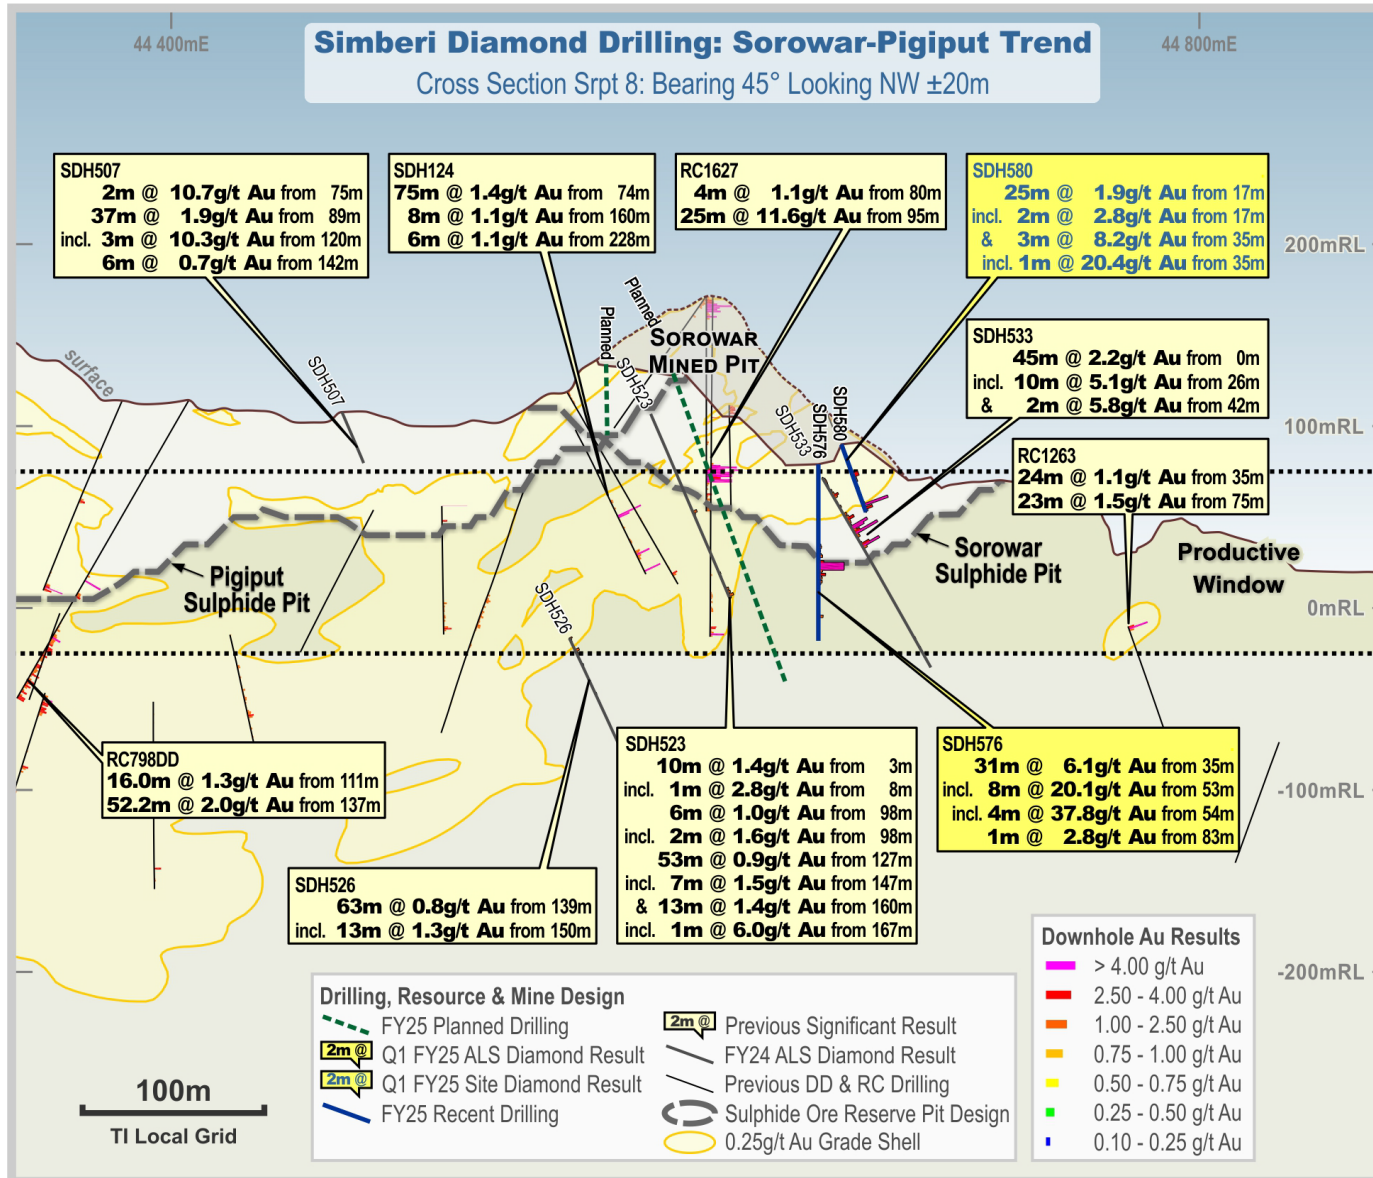 44 400mE
Simberi Diamond Drilling: Sorowar-Pigiput Trend
44 800mE
Cross Section Srpt 8: Bearing 45° Looking NW ±20m
SDH507
2m @ 10.7g/t Au from 75m
37m @ 1.9g/t Au from 89m
incl. 3m @ 10.3g/t Au from 120m
6m @ 0.7g/t Au from 142m
SDH124
75m @ 1.4g/t Au from 74m
8m @ 1.1g/t Au from 160m
6m @ 1.1g/t Au from 228m
RC1627
4m @ 1.1g/t Au from 80m
25m @ 11.6g/t Au from 95m
SDH580
25m @ 1.9g/t Au from 17m
incl. 2m @ 2.8g/t Au from 17m
& 3m @ 8.2g/t Au from 35m
incl. 1m @ 20.4g/t Au from 35m
200mRL
SDH533
45m @ 2.2g/t Au from 0m
incl. 10m @ 5.1g/t Au from 26m
& 2m @ 5.8g/t Au from 42m
surface
SDH507
Planned
Planned
SDH523
SOROWAR
MINED PIT
SDH533
SDH576
SDH580
100mRL
RC1263
24m @ 1.1g/t Au from 35m
23m @ 1.5g/t Au from 75m
Pigiput
Sulphide Pit
SDH526
Sorowar
Sulphide Pit
Productive
Window
0mRL
RC798DD
16.0m @ 1.3g/t Au from 111m
52.2m @ 2.0g/t Au from 137m
SDH523
10m @ 1.4g/t Au from 3m
incl. 1m @ 2.8g/t Au from 8m
6m @ 1.0g/t Au from 98m
incl. 2m @ 1.6g/t Au from 98m
53m @ 0.9g/t Au from 127m
incl. 7m @ 1.5g/t Au from 147m
& 13m @ 1.4g/t Au from 160m
incl. 1m @ 6.0g/t Au from 167m
SDH576
31m @ 6.1g/t Au from 35m
incl. 8m @ 20.1g/t Au from 53m
incl. 4m @ 37.8g/t Au from 54m
1m @ 2.8g/t Au from 83m
-100mRL
SDH526
63m @ 0.8g/t Au from 139m
incl. 13m @ 1.3g/t Au from 150m
-200mRL
Drilling, Resource & Mine Design
FY25 Planned Drilling
2m @ Q1 FY25 ALS Diamond Result
2m @ Q1 FY25 Site Diamond Result
FY25 Recent Drilling
2m @ Previous Significant Result
FY24 ALS Diamond Result
Previous DD & RC Drilling
Sulphide Ore Reserve Pit Design
0.25g/t Au Grade Shell
Downhole Au Results
> 4.00 g/t Au
2.50 - 4.00 g/t Au
1.00 - 2.50 g/t Au
0.75 - 1.00 g/t Au
0.50 - 0.75 g/t Au
0.25 - 0.50 g/t Au
0.10 - 0.25 g/t Au
100m
TI Local Grid